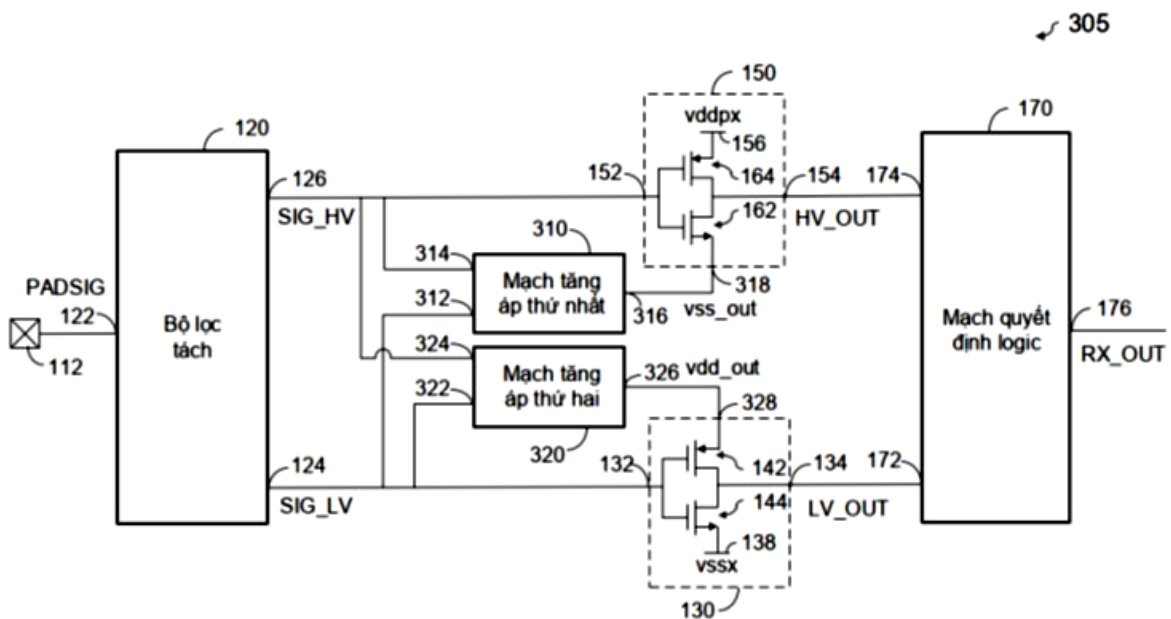 305
150
vddpx
156
120
170
126
152
164
154
174
SIG_HV
310
162
HV_OUT
314
Mạch tăng
áp thứ nhất
312
316
318
vss_out
PADSIG
122
Bộ lọc
tách
Mạch quyết
định logic
176
RX_OUT
112
324
Mạch tăng
áp thứ hai
326
vdd_out
322
328
320
124
132
142
134
172
SIG_LV
144
LV_OUT
138
vssx
130